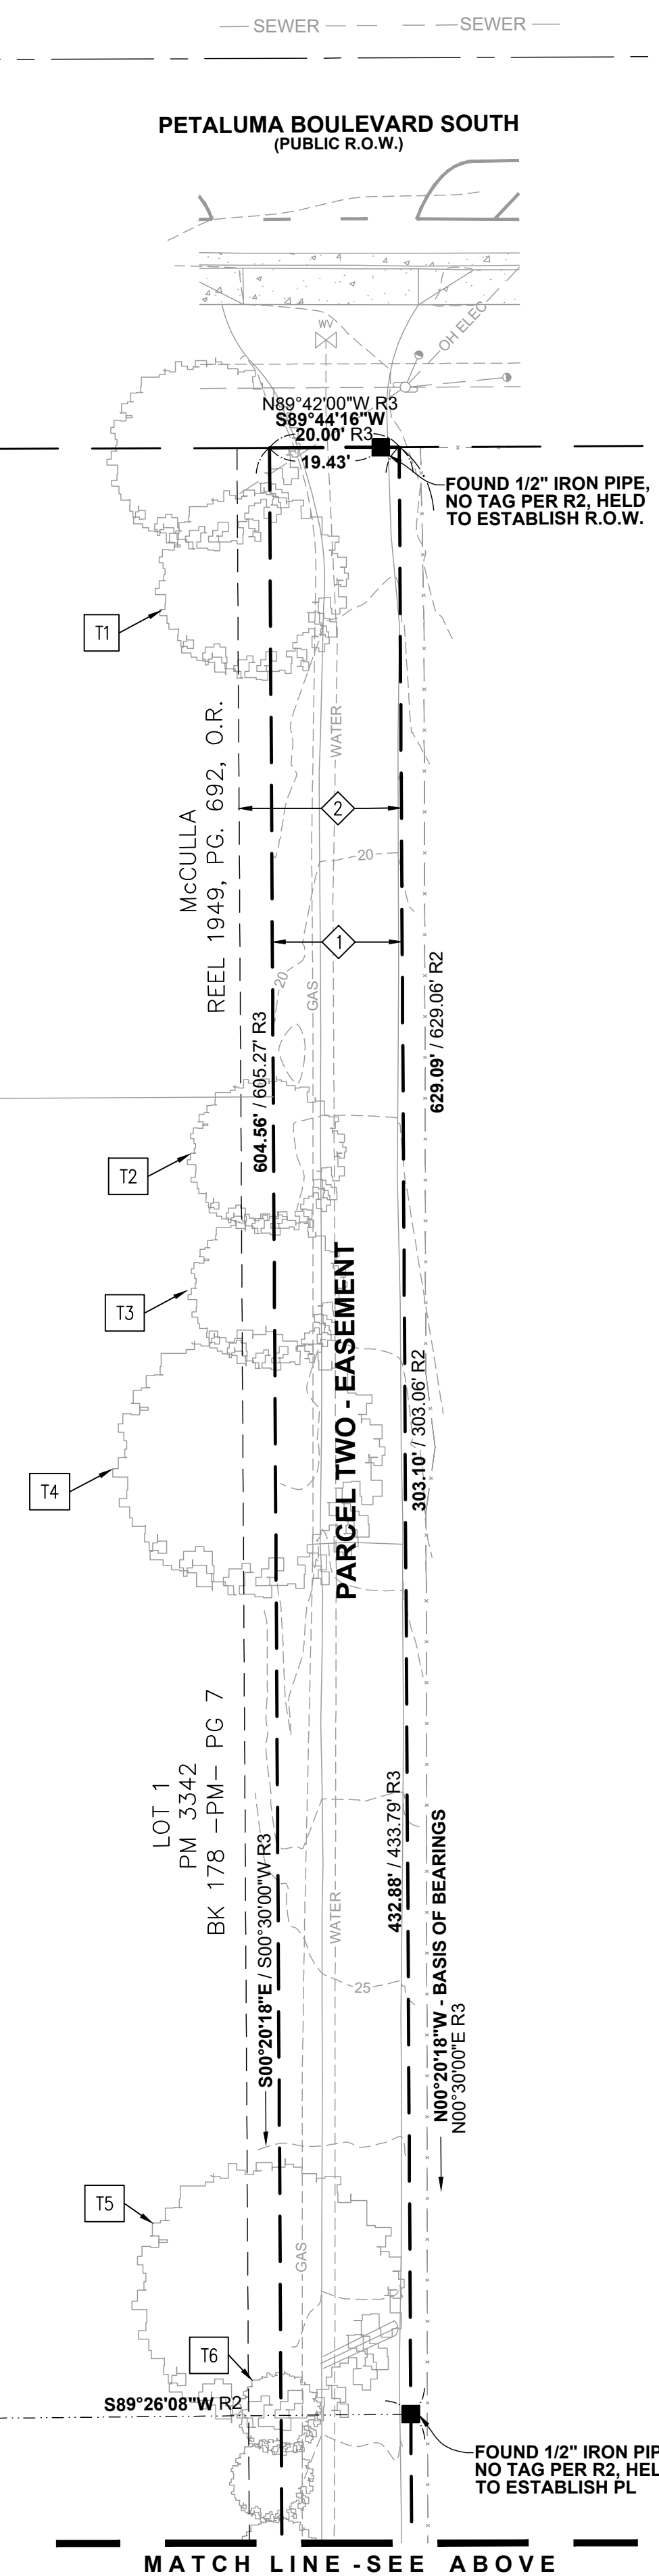 SEWER
SEWER
PETALUMA BOULEVARD SOUTH
(PUBLIC R.O.W.)
WV
OH ELEC
N89°42'00"W R3
S89°44'16"W
20.00' R3
19.43'
FOUND 1/2" IRON PIPE,
NO TAG PER R2, HELD
TO ESTABLISH R.O.W.
T1
McCULLA
REEL 1949, PG. 692, O.R.
WATER
2
20
1
20
GAS
629.09' / 629.06' R2
604.56' / 605.27' R3
T2
T3
PARCEL TWO - EASEMENT
303.10' / 303.06' R2
T4
LOT 1
PM 3342
BK 178 -PM- PG 7
432.88' / 433.79' R3
S00°20'18"E / S00°30'00"W R3
WATER
N00°20'18"W - BASIS OF BEARINGS
N00°30'00"E R3
25
T5
GAS
T6
S89°26'08"W R2
FOUND 1/2" IRON PIP
NO TAG PER R2, HEL
TO ESTABLISH PL
MATCH LINE - SEE ABOVE